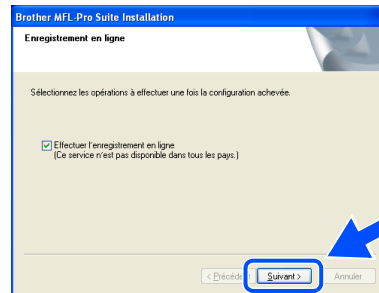 Brother MFL-Pro Suite Installation
Enregistrement en ligne
Sélectionnez les opérations à effectuer une fois la configuration achevée.
Effectuer l'enregistrement en ligne
(Ce service n'est pas disponible dans tous les pays.)
< Précéde Suivant > Annuler